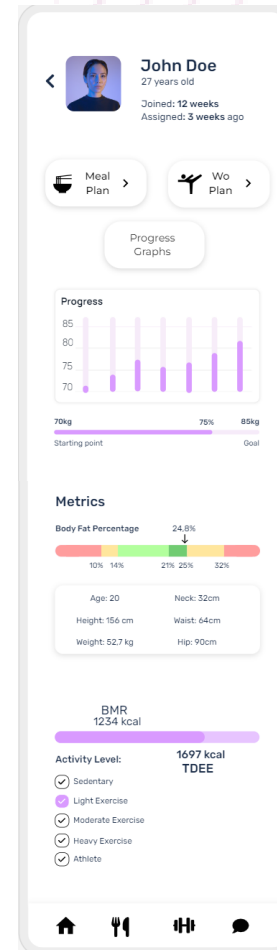 John Doe
27 years old
Joined: 12 weeks
Assigned: 3 weeks ago
Meal
Plan
Wo
Plan
Progress
Graphs
Progress
85
80
75
70
70kg 75% 85kg
Starting point Goal
Metrics
Body Fat Percentage 24,8%
10% 14% 21% 25% 32%
Age: 20 Neck: 32cm
Height: 156 cm Waist: 64cm
Weight: 52,7 kg Hip: 90cm
BMR
1234 kcal
1697 kcal
TDEE
Activity Level:
Sedentary
Light Exercise
Moderate Exercise
Heavy Exercise
Athlete